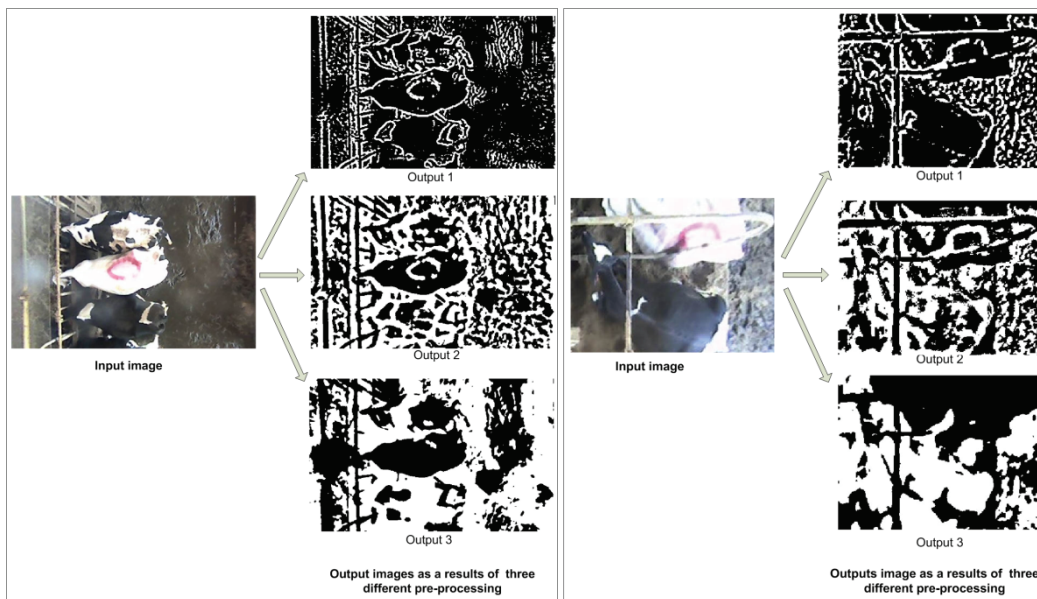 Output 1
Input image
Output 2
Output 3
Output images as a results of three
different pre-processing
Output 1
Input image
Output 2
Output 3
Outputs image as a results of three
different pre-processing